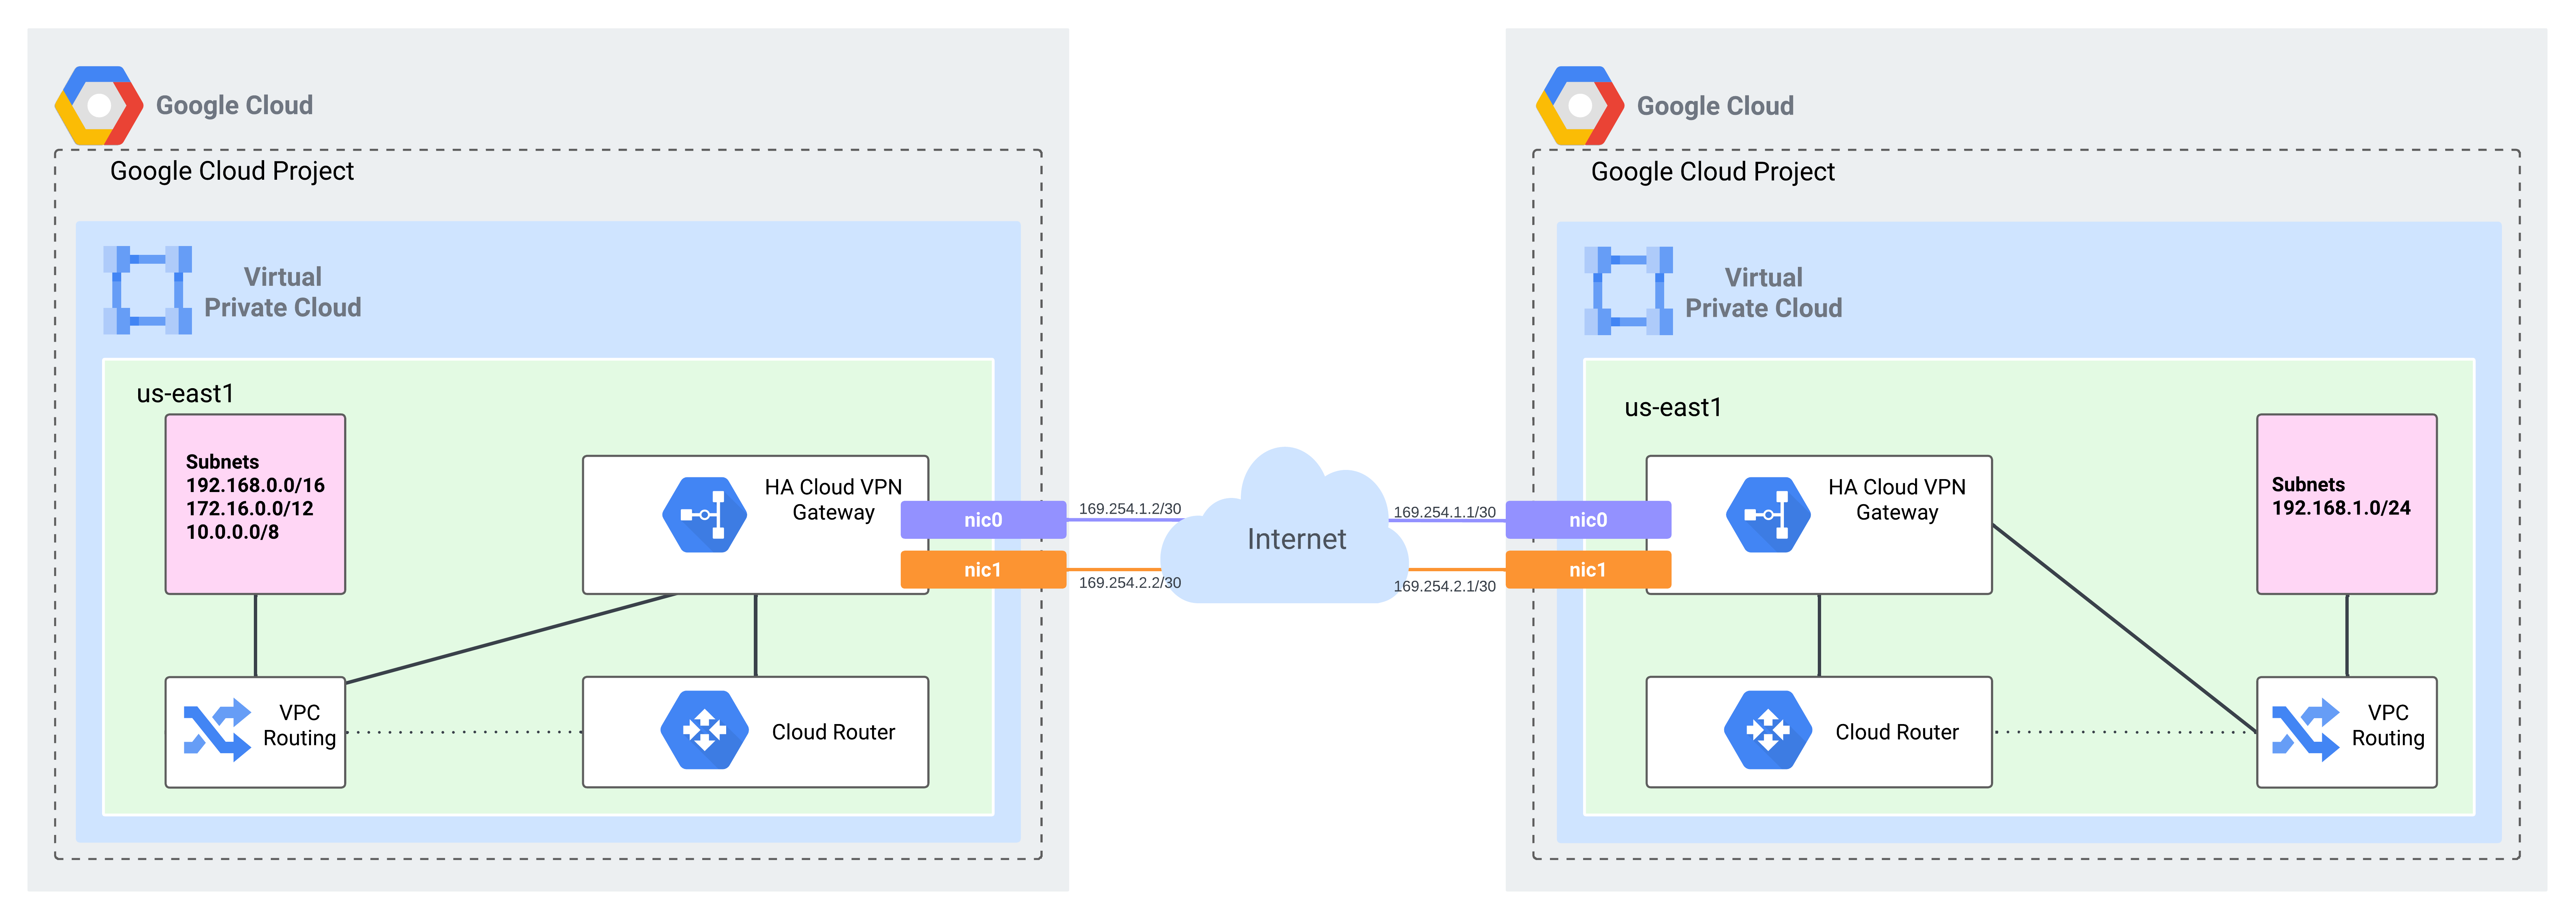 Google Cloud
Google Cloud Project
Virtual
Private Cloud
us-east1
Subnets
192.168.0.0/16
172.16.0.0/12
10.0.0.0/8
HA Cloud VPN
Gateway
nic0
nic1
VPC
Routing
Cloud Router
169.254.1.2/30
169.254.2.2/30
Internet
169.254.1.1/30
169.254.2.1/30
Google Cloud
Google Cloud Project
Virtual
Private Cloud
us-east1
nic0
nic1
HA Cloud VPN
Gateway
Subnets
192.168.1.0/24
Cloud Router
VPC
Routing